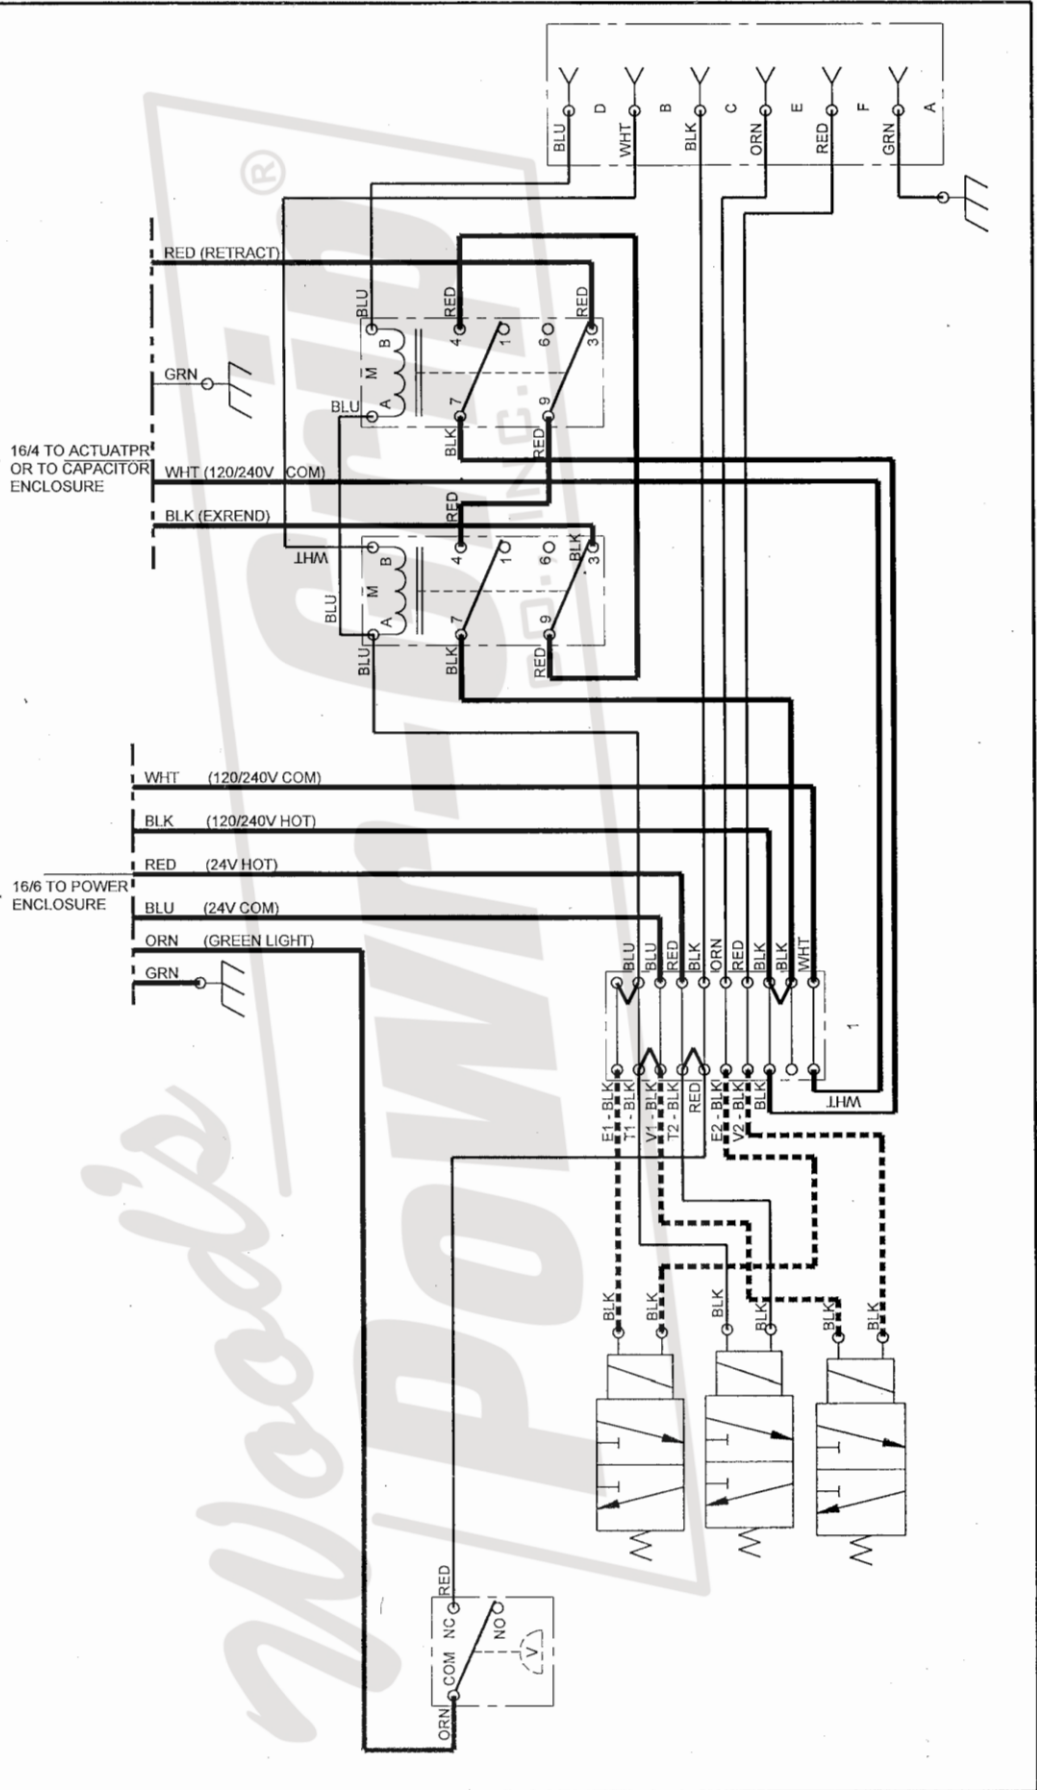 BLU
D
WHT
B
BLK
C
ORN
E
RED
F
GRN
A
RED (RETRACT)
GRN
16/4 TO ACTUATPR
OR TO CAPACITOR
ENCLOSURE
WHT (120/240V COM)
BLK (EXREND)
BLU
B
M
A
BLU
RED
4
1
6
3
RED
7
BLK
9
RED
WHT
B
M
A
BLU
BLU
RED
4
1
6
BLK
3
7
BLK
9
RED
WHT (120/240V COM)
BLK (120/240V HOT)
RED (24V HOT)
16/6 TO POWER
ENCLOSURE
BLU (24V COM)
ORN (GREEN LIGHT)
GRN
BLU
BLU
RED
BLK
ORN
RED
BLK
BLK
WHT
1
E1 - BLK
T1 - BLK
V1 - BLK
T2 - BLK
RED
E2 - BLK
V2 - BLK
BLK
WHT
BLK
BLK
BLK
BLK
BLK
BLK
RED
NC
NO
COM
V
ORN
Wood's
Powr-Grip ®
CO., INC.